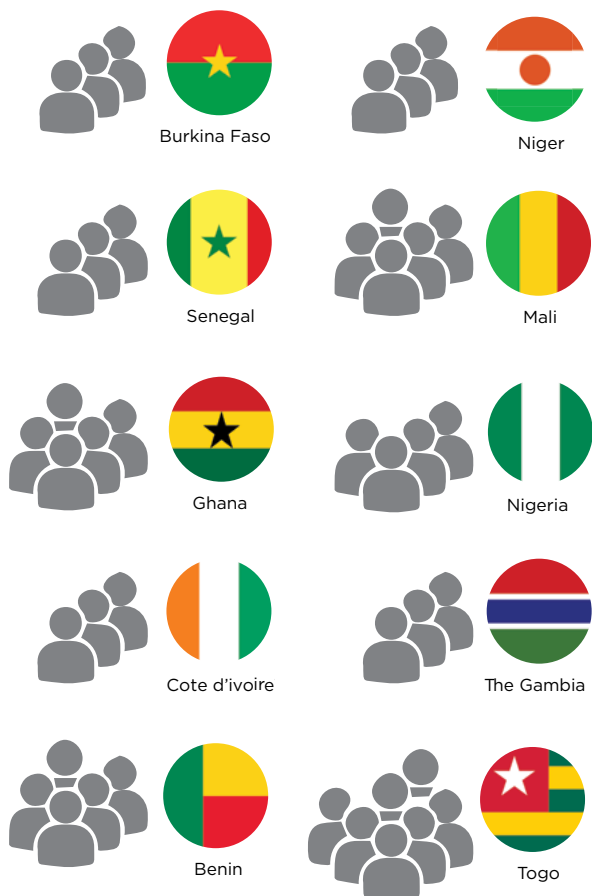 Burkina Faso
Niger
Senegal
Mali
Ghana
Nigeria
Cote d'ivoire
The Gambia
Benin
Togo